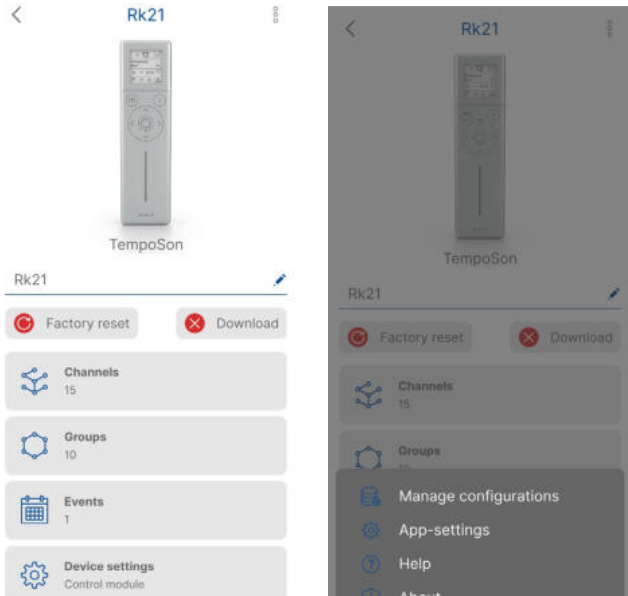 Rk21
TempoSon
Rk21
Factory reset
Download
Channels
15
Groups
10
Events
1
Device settings
Control module
Rk21
TempoSon
Rk21
Factory reset
Download
Channels
15
Groups
Manage configurations
App-settings
Help
About